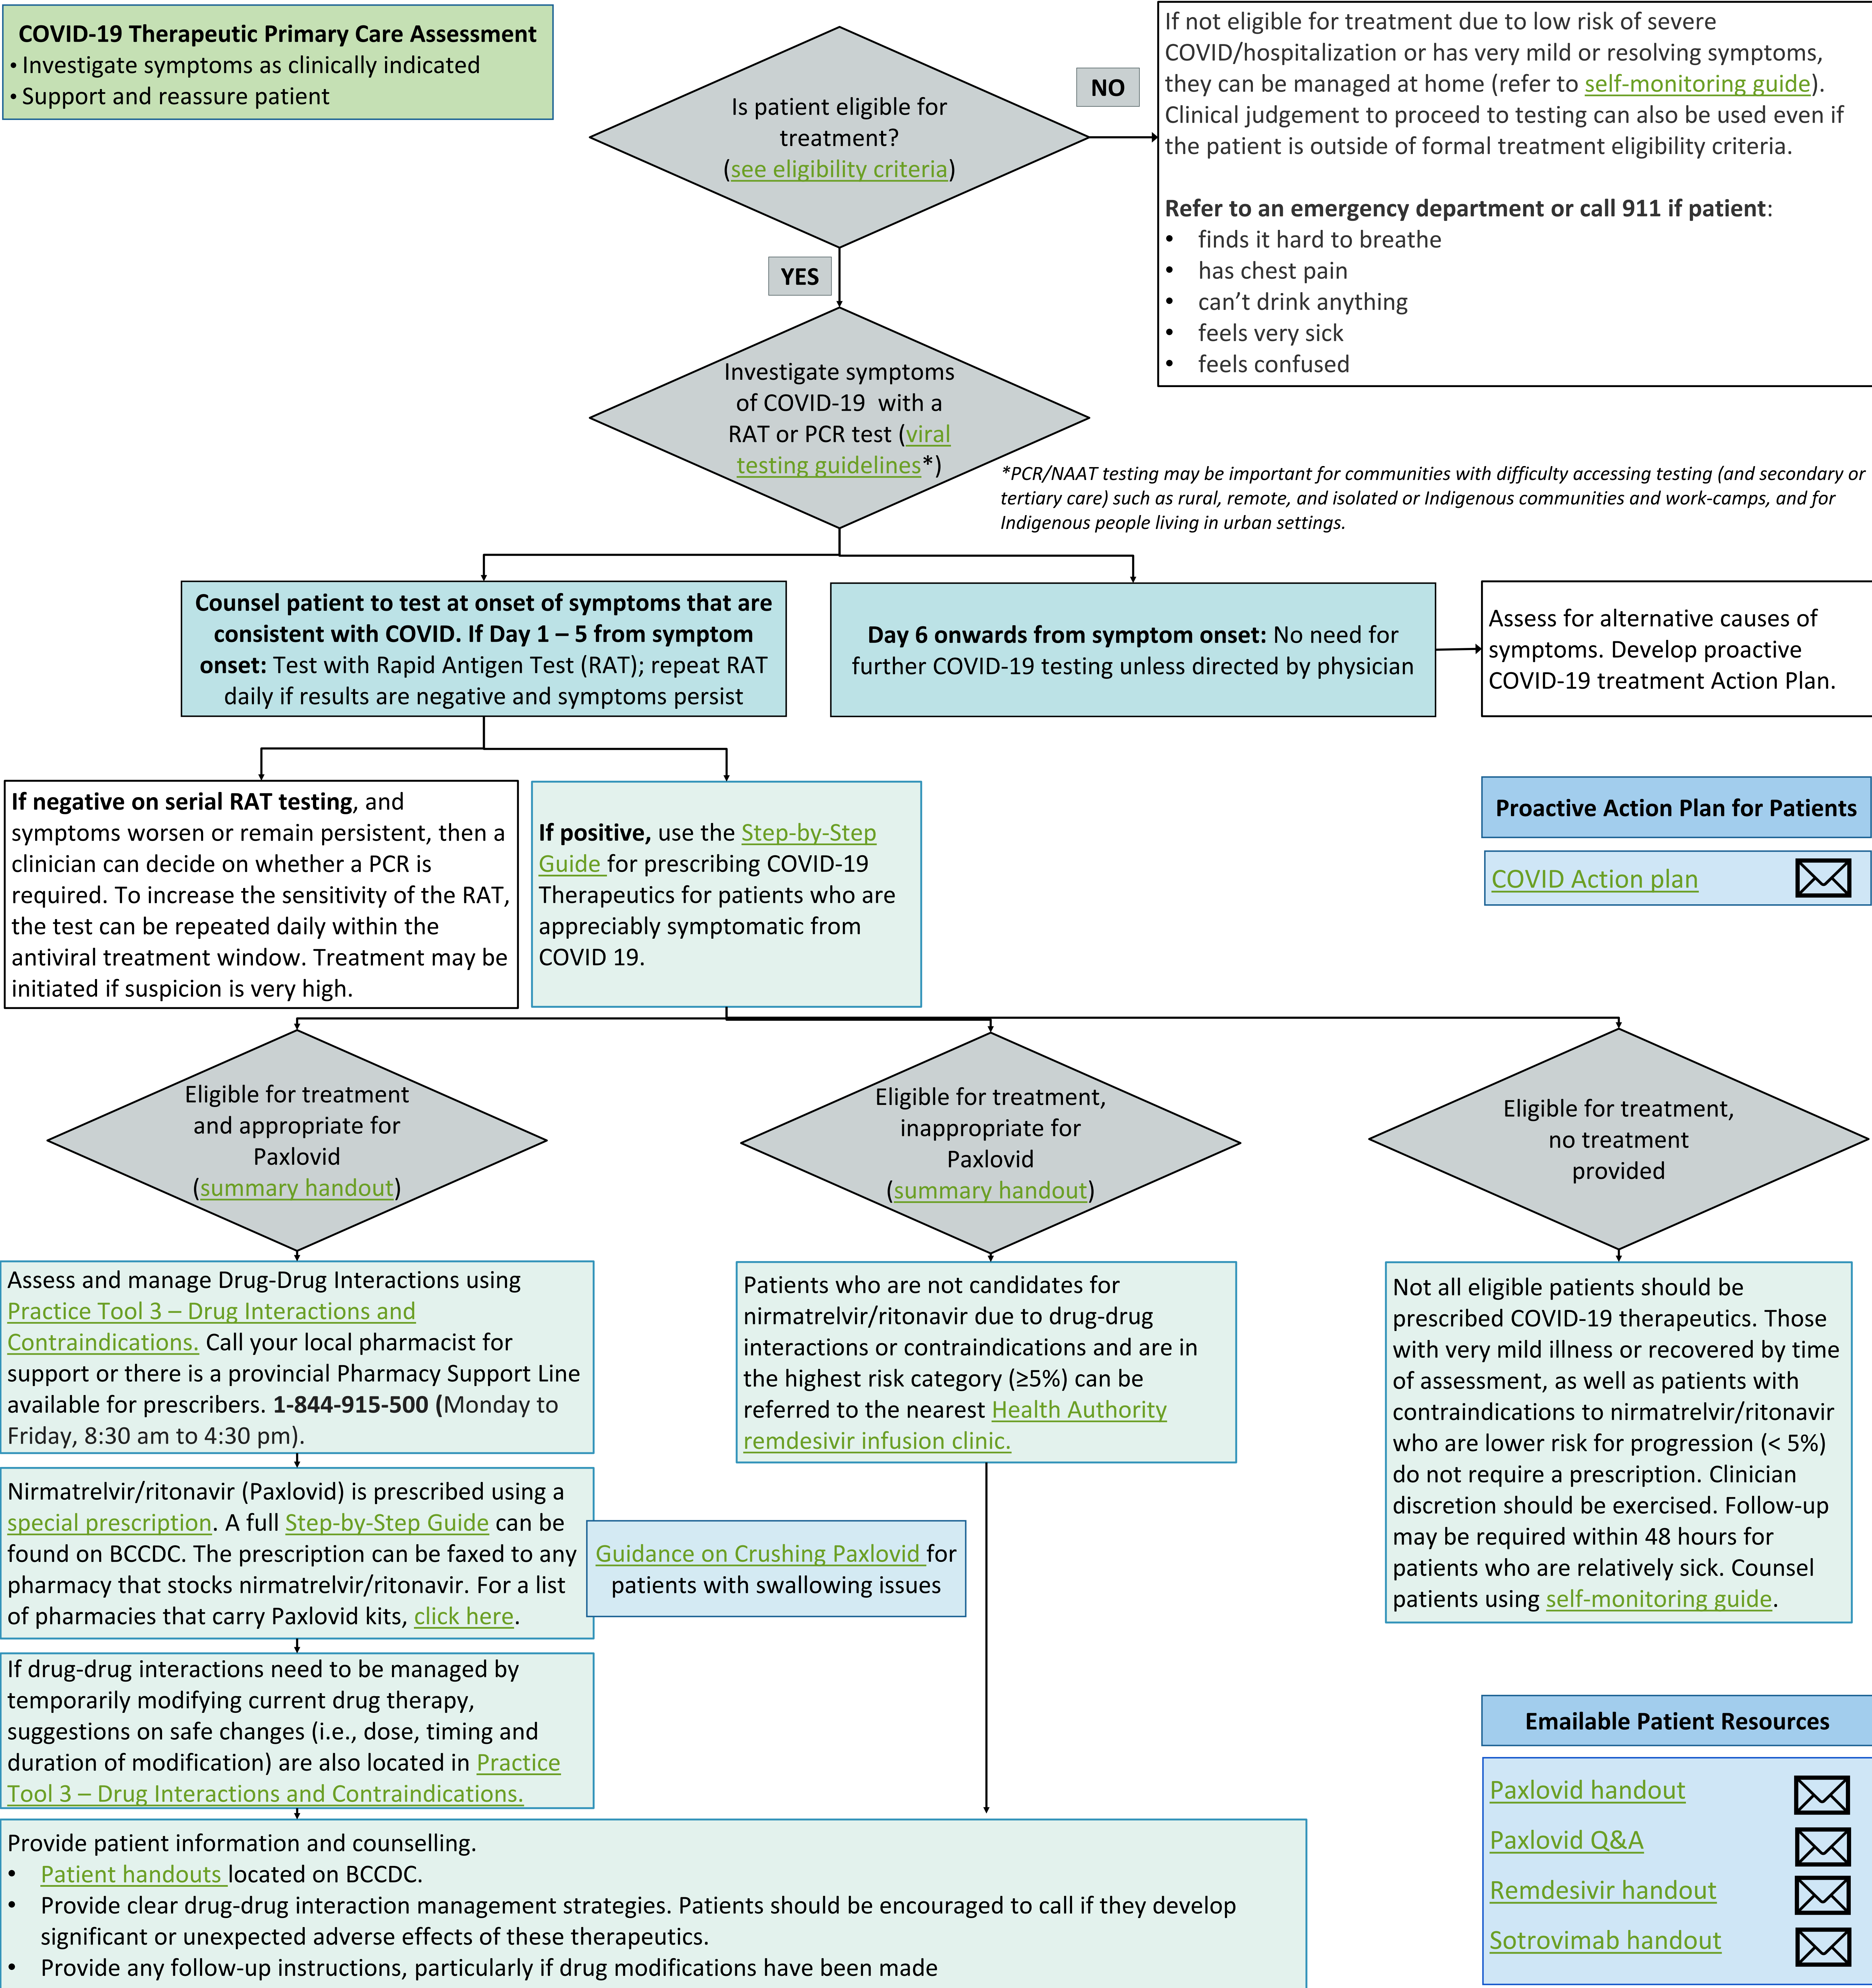 COVID-19 Therapeutic Primary Care Assessment
• Investigate symptoms as clinically indicated
• Support and reassure patient
Is patient eligible for
treatment?
(see eligibility criteria)
NO
If not eligible for treatment due to low risk of severe
COVID/hospitalization or has very mild or resolving symptoms,
they can be managed at home (refer to self-monitoring guide).
Clinical judgement to proceed to testing can also be used even if
the patient is outside of formal treatment eligibility criteria.
Refer to an emergency department or call 911 if patient:
• finds it hard to breathe
• has chest pain
• can’t drink anything
• feels very sick
• feels confused
YES
Investigate symptoms
of COVID-19 with a
RAT or PCR test (viral
testing guidelines*)
*PCR/NAAT testing may be important for communities with difficulty accessing testing (and secondary or
tertiary care) such as rural, remote, and isolated or Indigenous communities and work-camps, and for
Indigenous people living in urban settings.
Counsel patient to test at onset of symptoms that are
consistent with COVID. If Day 1 – 5 from symptom
onset: Test with Rapid Antigen Test (RAT); repeat RAT
daily if results are negative and symptoms persist
Day 6 onwards from symptom onset: No need for
further COVID-19 testing unless directed by physician
Assess for alternative causes of
symptoms. Develop proactive
COVID-19 treatment Action Plan.
If negative on serial RAT testing, and
symptoms worsen or remain persistent, then a
clinician can decide on whether a PCR is
required. To increase the sensitivity of the RAT,
the test can be repeated daily within the
antiviral treatment window. Treatment may be
initiated if suspicion is very high.
If positive, use the Step-by-Step
Guide for prescribing COVID-19
Therapeutics for patients who are
appreciably symptomatic from
COVID 19.
Proactive Action Plan for Patients
COVID Action plan
Eligible for treatment
and appropriate for
Paxlovid
(summary handout)
Eligible for treatment,
inappropriate for
Paxlovid
(summary handout)
Eligible for treatment,
no treatment
provided
Assess and manage Drug-Drug Interactions using
Practice Tool 3 – Drug Interactions and
Contraindications. Call your local pharmacist for
support or there is a provincial Pharmacy Support Line
available for prescribers. 1-844-915-500 (Monday to
Friday, 8:30 am to 4:30 pm).
Patients who are not candidates for
nirmatrelvir/ritonavir due to drug-drug
interactions or contraindications and are in
the highest risk category (≥5%) can be
referred to the nearest Health Authority
remdesivir infusion clinic.
Not all eligible patients should be
prescribed COVID-19 therapeutics. Those
with very mild illness or recovered by time
of assessment, as well as patients with
contraindications to nirmatrelvir/ritonavir
who are lower risk for progression (< 5%)
do not require a prescription. Clinician
discretion should be exercised. Follow-up
may be required within 48 hours for
patients who are relatively sick. Counsel
patients using self-monitoring guide.
Nirmatrelvir/ritonavir (Paxlovid) is prescribed using a
special prescription. A full Step-by-Step Guide can be
found on BCCDC. The prescription can be faxed to any
pharmacy that stocks nirmatrelvir/ritonavir. For a list
of pharmacies that carry Paxlovid kits, click here.
Guidance on Crushing Paxlovid for
patients with swallowing issues
If drug-drug interactions need to be managed by
temporarily modifying current drug therapy,
suggestions on safe changes (i.e., dose, timing and
duration of modification) are also located in Practice
Tool 3 – Drug Interactions and Contraindications.
Provide patient information and counselling.
• Patient handouts located on BCCDC.
• Provide clear drug-drug interaction management strategies. Patients should be encouraged to call if they develop
significant or unexpected adverse effects of these therapeutics.
• Provide any follow-up instructions, particularly if drug modifications have been made
Emailable Patient Resources
Paxlovid handout
Paxlovid Q&A
Remdesivir handout
Sotrovimab handout